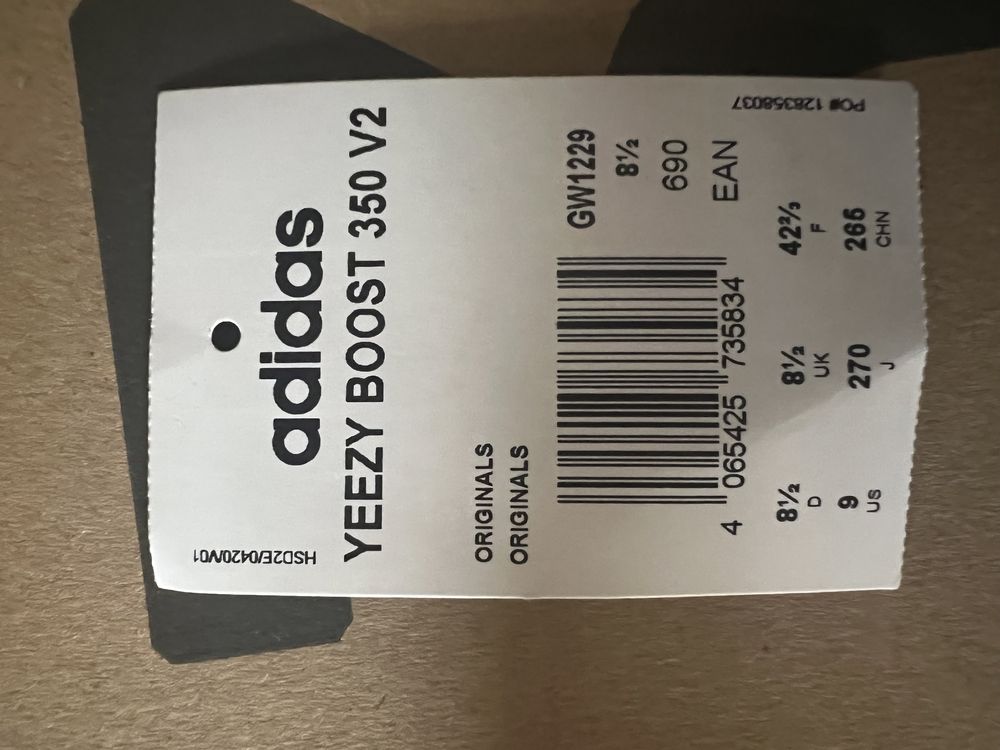 HSD2E/0420/V01
adidas
YEEZY BOOST 350 V2
ORIGINALS
ORIGINALS
GW1229
8½
690
EAN
4 065425 735834
8½ 8½ 42⅔
D UK F
9 270 265
US J CHN
PO# 128358037